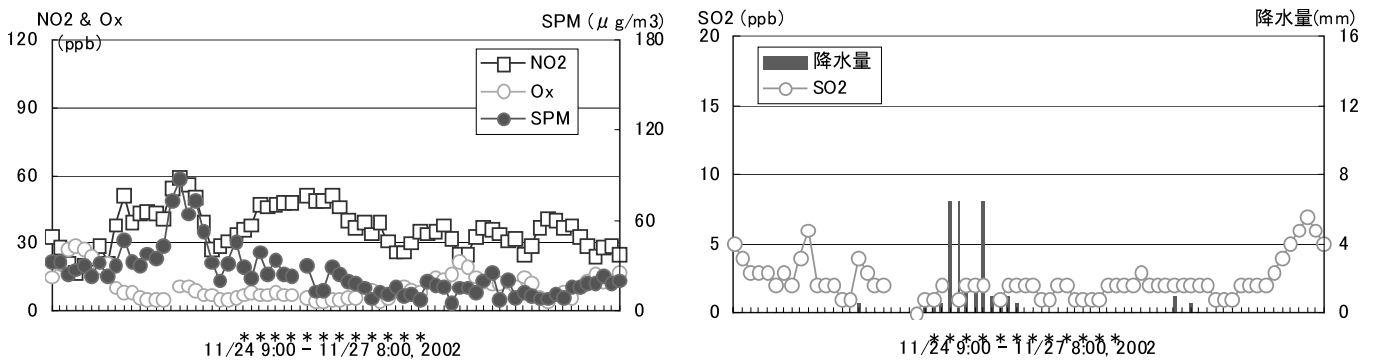 NO2 & Ox
(ppb)
SPM (μg/m3)
120
90
60
30
0
180
120
60
0
NO2
Ox
SPM
* * * * * * * * * * * *
11/24 9:00 - 11/27 8:00, 2002
SO2 (ppb)
降水量(mm)
20
15
10
5
0
16
12
8
4
0
降水量
SO2
* * * * * * * * * * * *
11/24 9:00 - 11/27 8:00, 2002